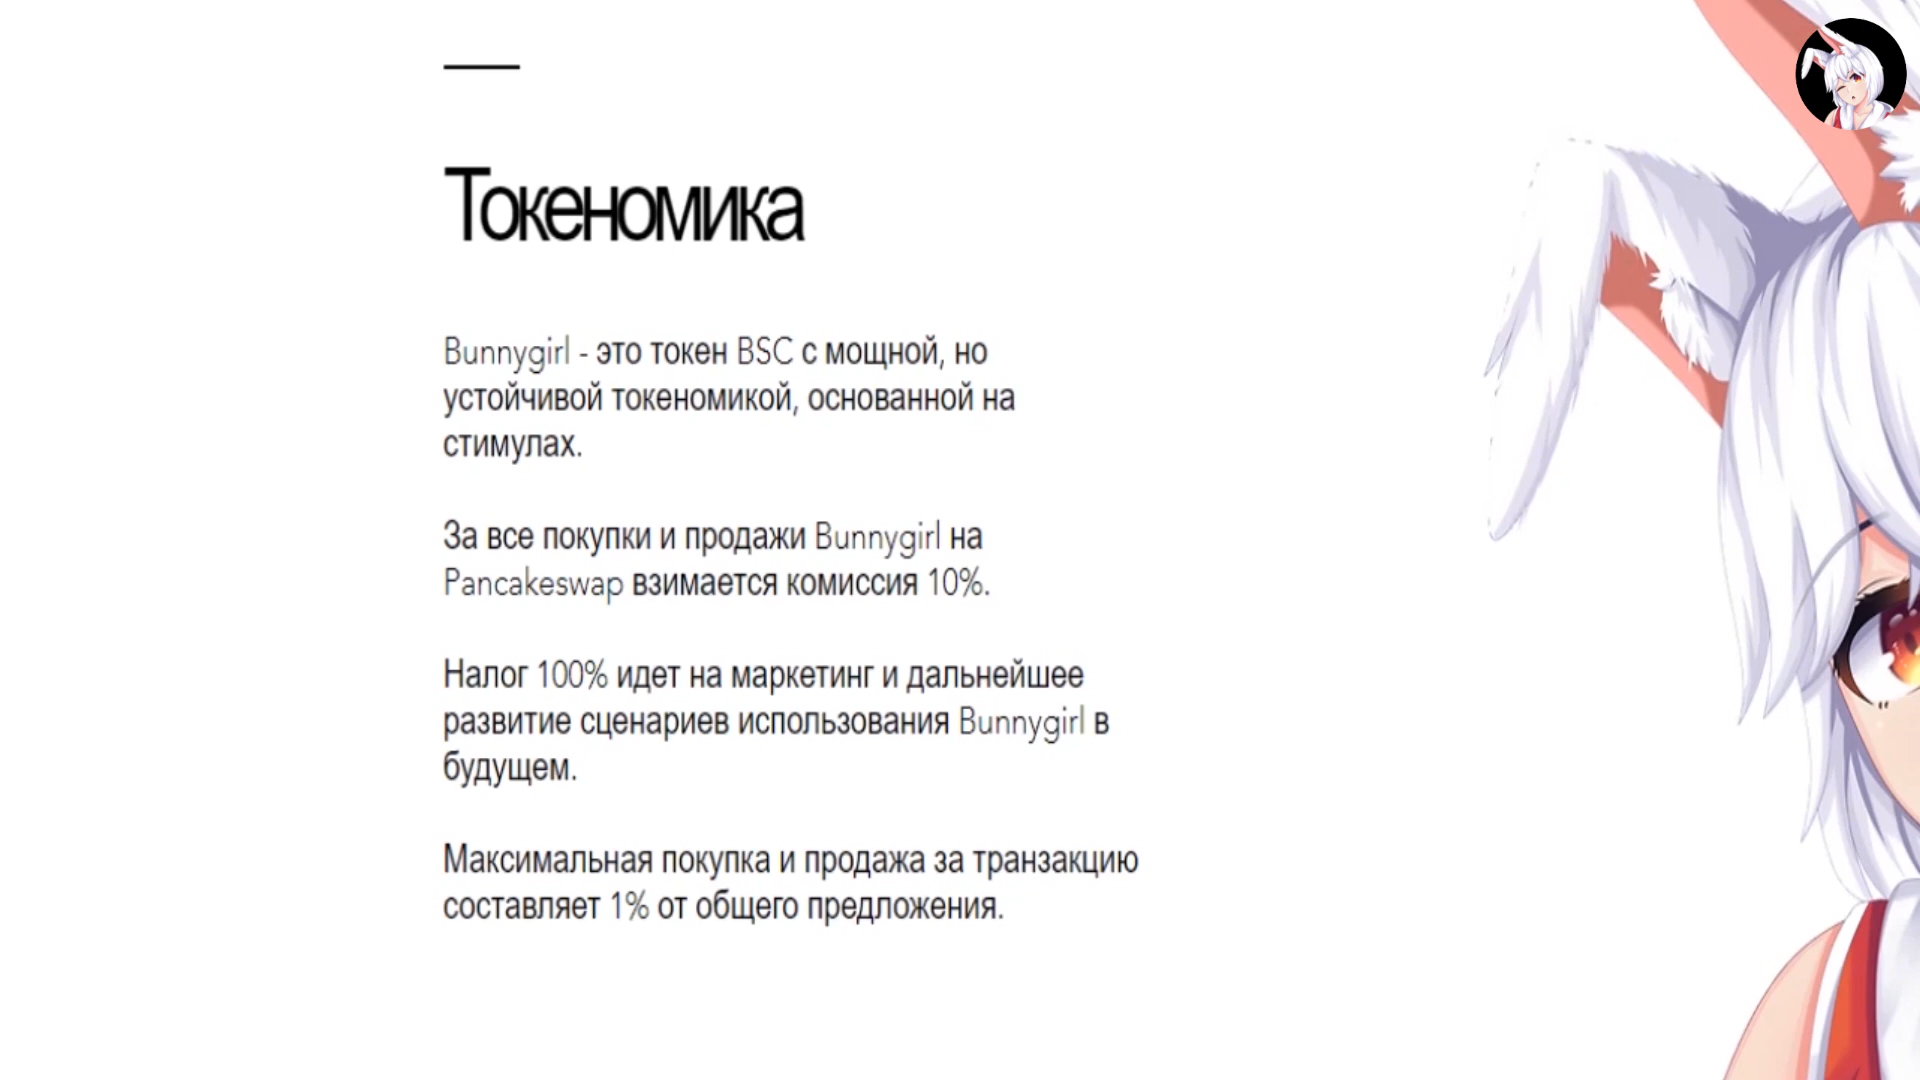 Токеномика
Bunnygirl - это токен BSC с мощной, но
устойчивой токеномикой, основанной на
стимулах.
За все покупки и продажи Bunnygirl на
Pancakeswap взимается комиссия 10%.
Налог 100% идет на маркетинг и дальнейшее
развитие сценариев использования Bunnygirl в
будущем.
Максимальная покупка и продажа за транзакцию
составляет 1% от общего предложения.